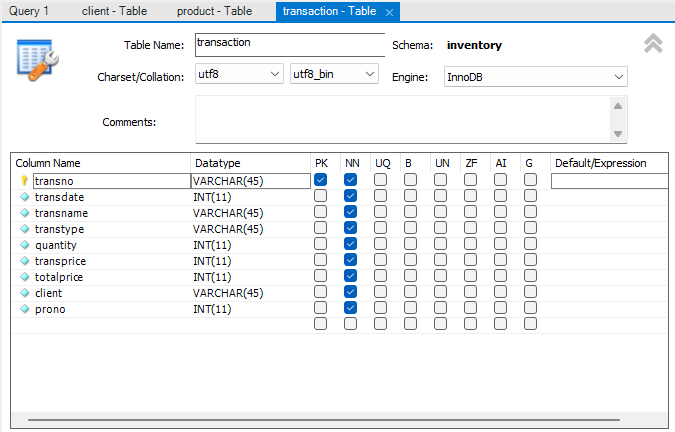 Query 1 client - Table product - Table transaction - Table ×
Table Name: transaction Schema: inventory
Charset/Collation: utf8 utf8_bin Engine: InnoDB
Comments:
Column Name Datatype PK NN UQ B UN ZF AI G Default/Expression
transno VARCHAR(45)
transdate INT(11)
transname VARCHAR(45)
transtype VARCHAR(45)
quantity INT(11)
transprice INT(11)
totalprice INT(11)
client VARCHAR(45)
prono INT(11)